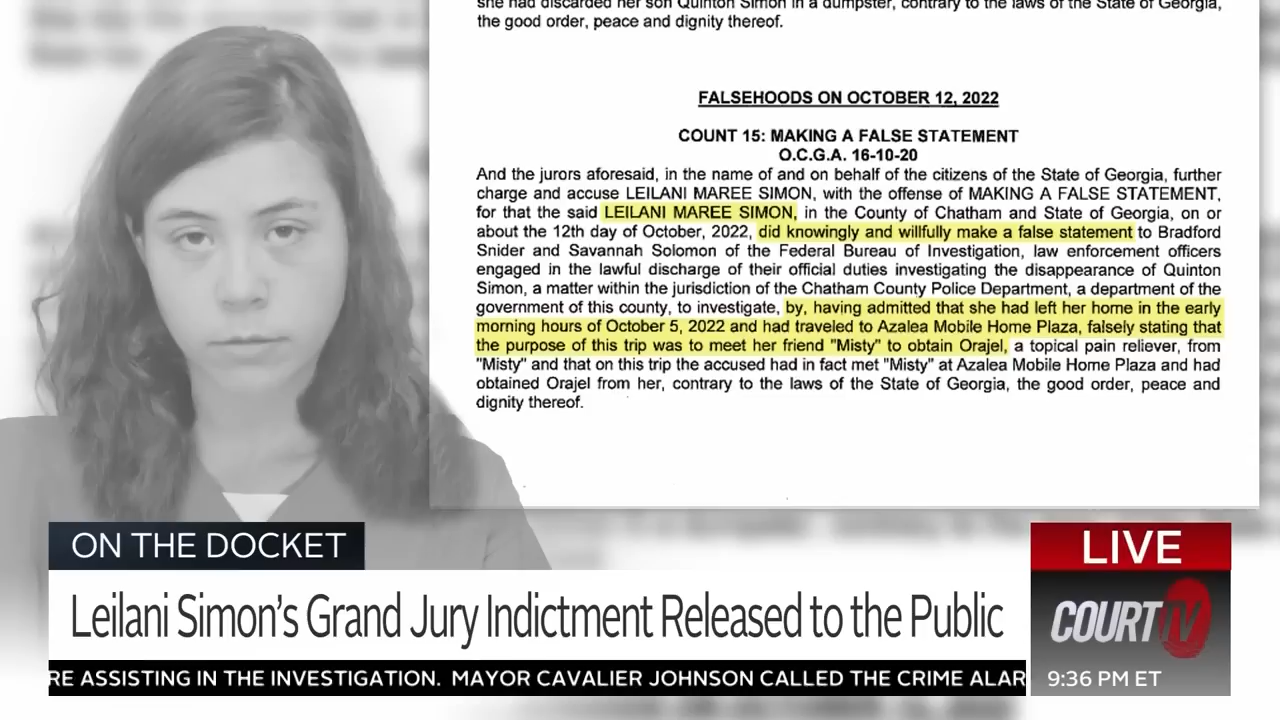 she had discarded her son Quinton Simon in a dumpster, contrary to the laws of the State of Georgia,
the good order, peace and dignity thereof.
FALSEHOODS ON OCTOBER 12, 2022
COUNT 15: MAKING A FALSE STATEMENT
O.C.G.A. 16-10-20
And the jurors aforesaid, in the name of and on behalf of the citizens of the State of Georgia, further
charge and accuse LEILANI MAREE SIMON, with the offense of MAKING A FALSE STATEMENT,
for that the said LEILANI MAREE SIMON, in the County of Chatham and State of Georgia, on or
about the 12th day of October, 2022, did knowingly and willfully make a false statement to Bradford
Snider and Savannah Solomon of the Federal Bureau of Investigation, law enforcement officers
engaged in the lawful discharge of their official duties investigating the disappearance of Quinton
Simon, a matter within the jurisdiction of the Chatham County Police Department, a department of the
government of this county, to investigate, by, having admitted that she had left her home in the early
morning hours of October 5, 2022 and had traveled to Azalea Mobile Home Plaza, falsely stating that
the purpose of this trip was to meet her friend "Misty" to obtain Orajel, a topical pain reliever, from
"Misty" and that on this trip the accused had in fact met "Misty" at Azalea Mobile Home Plaza and had
obtained Orajel from her, contrary to the laws of the State of Georgia, the good order, peace and
dignity thereof.
ON THE DOCKET
Leilani Simon's Grand Jury Indictment Released to the Public
RE ASSISTING IN THE INVESTIGATION. MAYOR CAVALIER JOHNSON CALLED THE CRIME ALAR
LIVE
COURT TV
9:36 PM ET